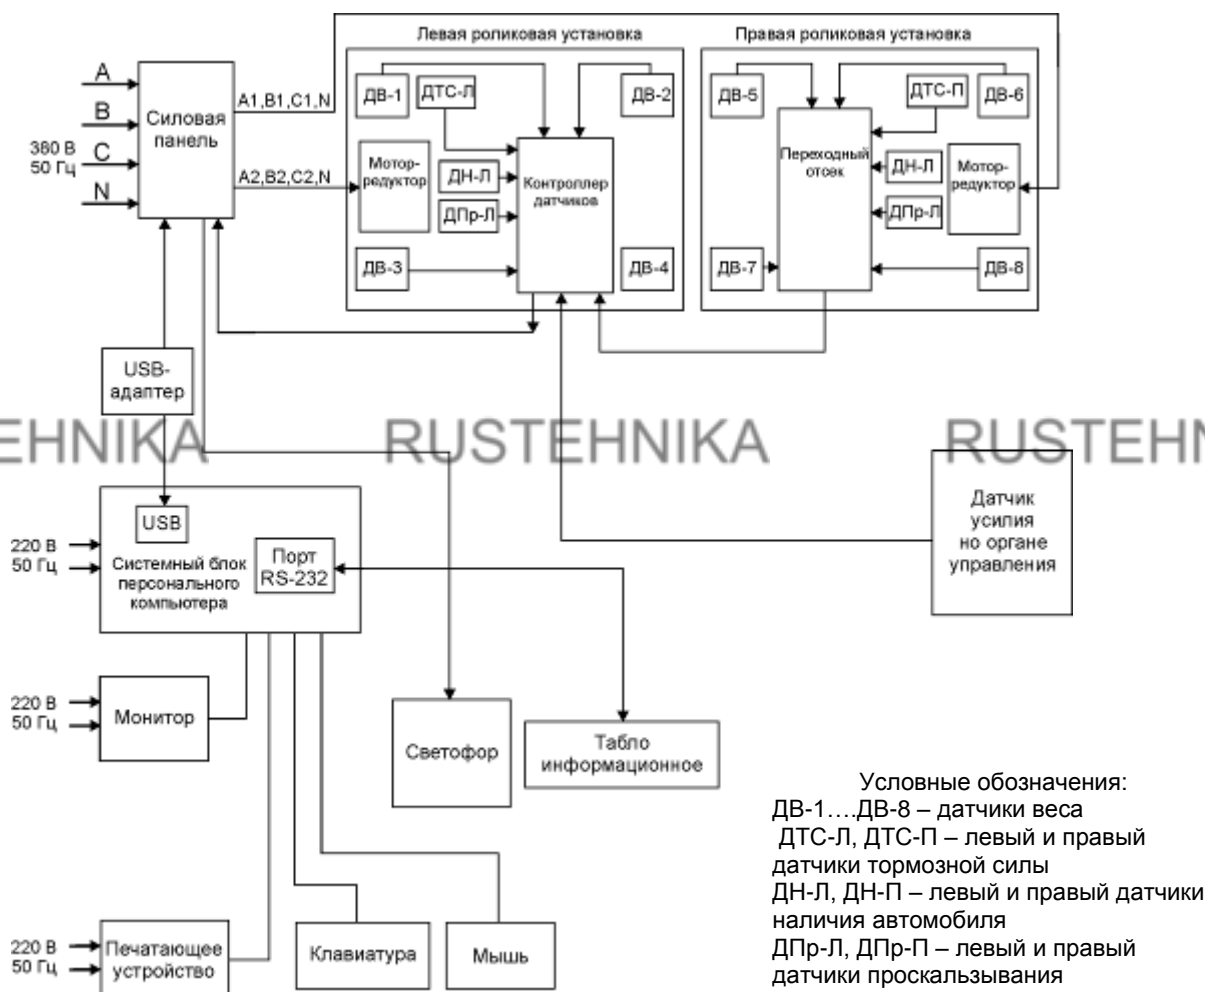 Левая роликовая установка
Правая роликовая установка
A
B
380 В
50 Гц
C
N
Силовая
панель
A1,B1,C1,N
A2,B2,C2,N
ДВ-1
ДТС-Л
ДВ-2
Мотор-
редуктор
ДН-Л
ДПр-Л
Контроллер
датчиков
ДВ-3
ДВ-4
ДВ-5
ДТС-П
ДВ-6
Переходный
отсек
ДН-Л
ДПр-Л
Мотор-
редуктор
ДВ-7
ДВ-8
USB-
адаптер
EHNIKA
RUSTEHNIKA
RUSTEHN
USB
220 В
50 Гц
Системный блок
персонального
компьютера
Порт
RS-232
Датчик
усилия
но органе
управления
220 В
50 Гц
Монитор
Светофор
Табло
информационное
220 В
50 Гц
Печатающее
устройство
Клавиатура
Мышь
Условные обозначения:
ДВ-1….ДВ-8 – датчики веса
ДТС-Л, ДТС-П – левый и правый
датчики тормозной силы
ДН-Л, ДН-П – левый и правый датчики
наличия автомобиля
ДПр-Л, ДПр-П – левый и правый
датчики проскальзывания